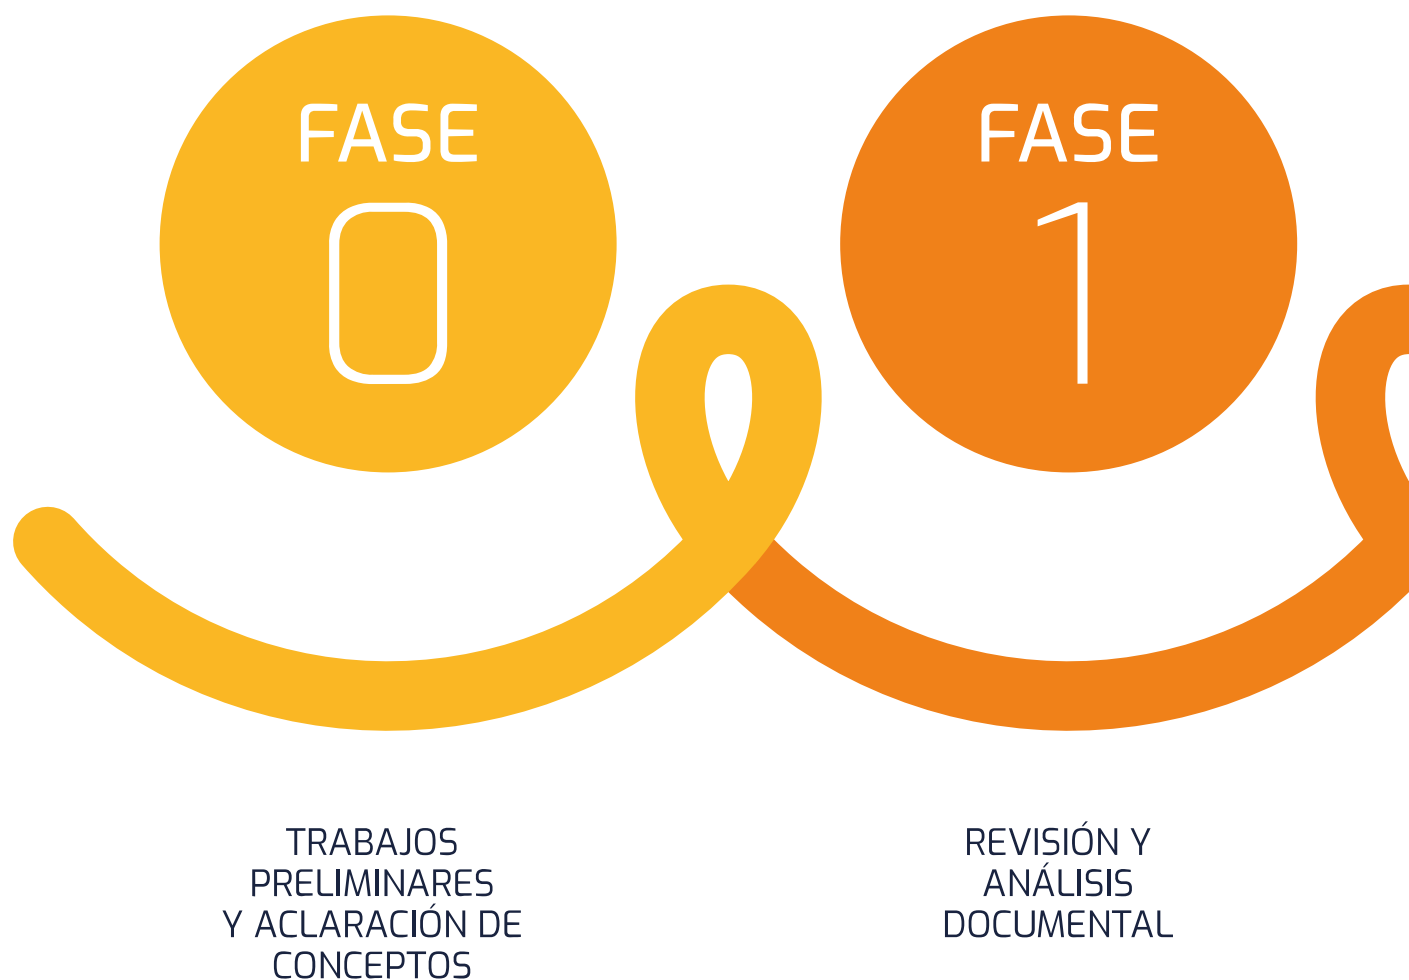 FASE
0
FASE
1
TRABAJOS
PRELIMINARES
Y ACLARACIÓN DE
CONCEPTOS
REVISIÓN Y
ANÁLISIS
DOCUMENTAL